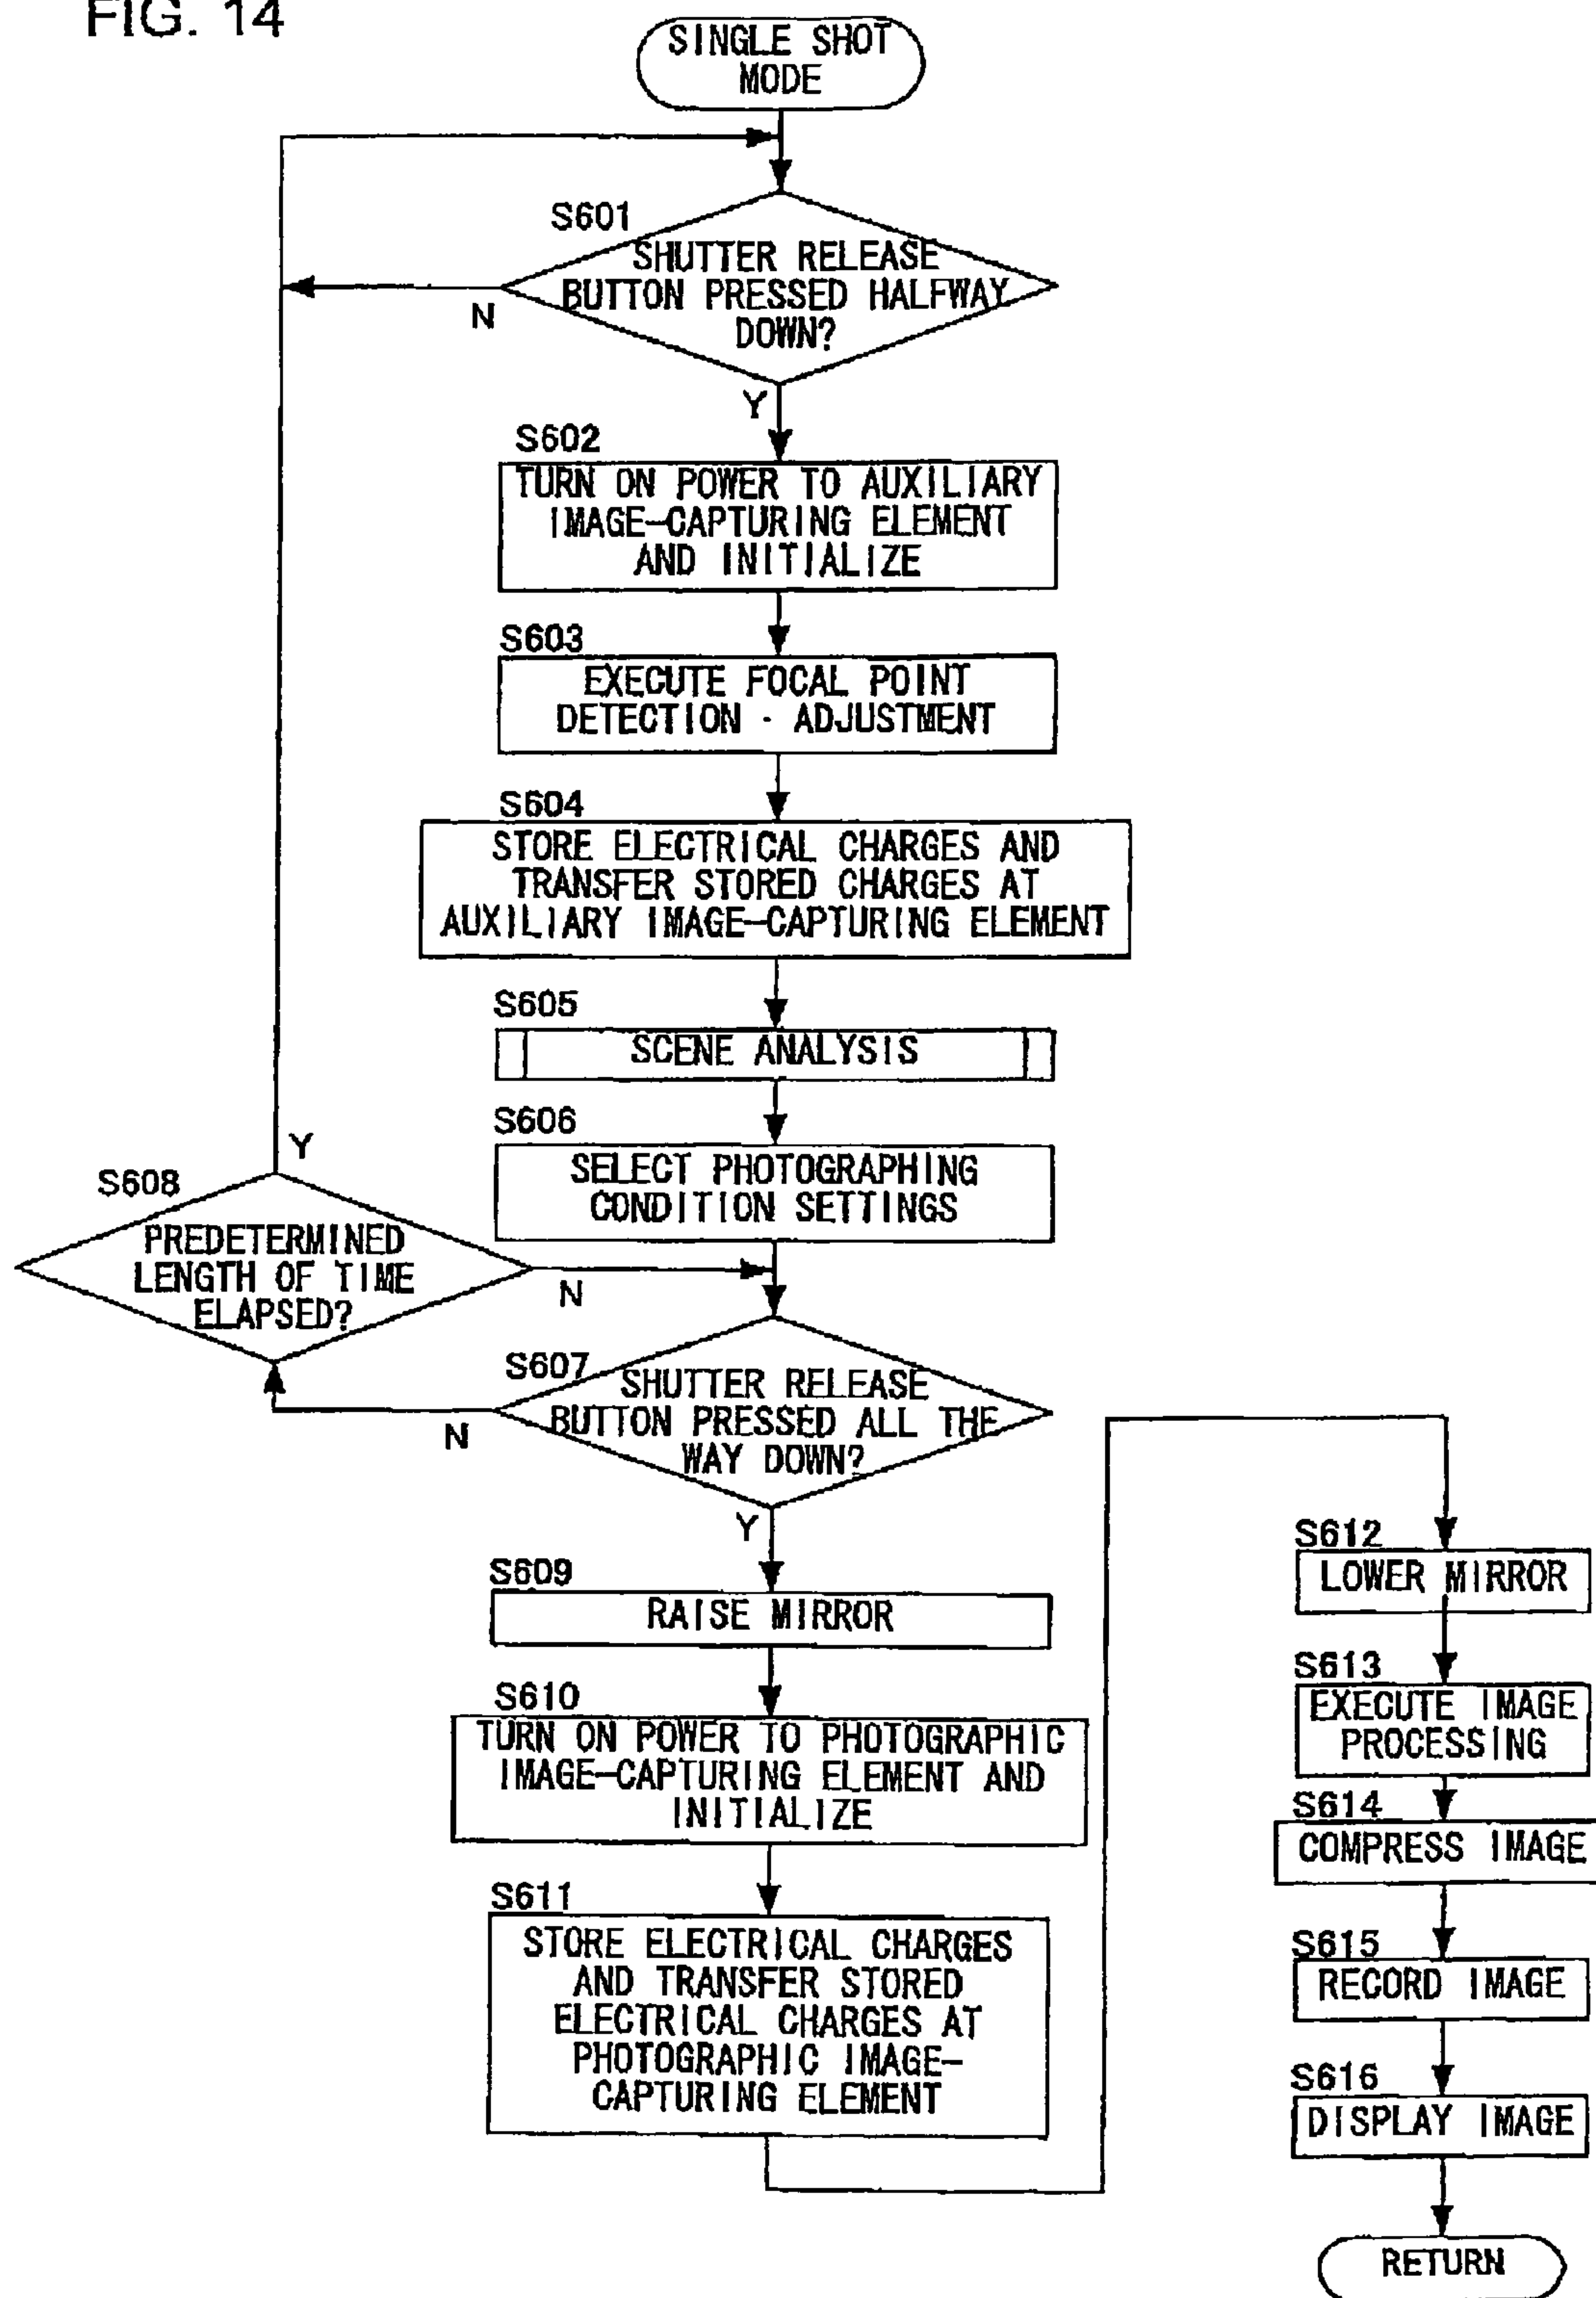 FIG. 14
SINGLE SHOT
MODE
S601
SHUTTER RELEASE
BUTTON PRESSED HALFWAY
DOWN?
N
Y
S602
TURN ON POWER TO AUXILIARY
IMAGE-CAPTURING ELEMENT
AND INITIALIZE
S603
EXECUTE FOCAL POINT
DETECTION · ADJUSTMENT
S604
STORE ELECTRICAL CHARGES AND
TRANSFER STORED CHARGES AT
AUXILIARY IMAGE-CAPTURING ELEMENT
S605
SCENE ANALYSIS
S606
SELECT PHOTOGRAPHING
CONDITION SETTINGS
Y
S608
PREDETERMINED
LENGTH OF TIME
ELAPSED?
N
S607
SHUTTER RELEASE
BUTTON PRESSED ALL THE
WAY DOWN?
N
Y
S609
RAISE MIRROR
S610
TURN ON POWER TO PHOTOGRAPHIC
IMAGE-CAPTURING ELEMENT AND
INITIALIZE
S611
STORE ELECTRICAL CHARGES
AND TRANSFER STORED
ELECTRICAL CHARGES AT
PHOTOGRAPHIC IMAGE-
CAPTURING ELEMENT
S612
LOWER MIRROR
S613
EXECUTE IMAGE
PROCESSING
S614
COMPRESS IMAGE
S615
RECORD IMAGE
S616
DISPLAY IMAGE
RETURN